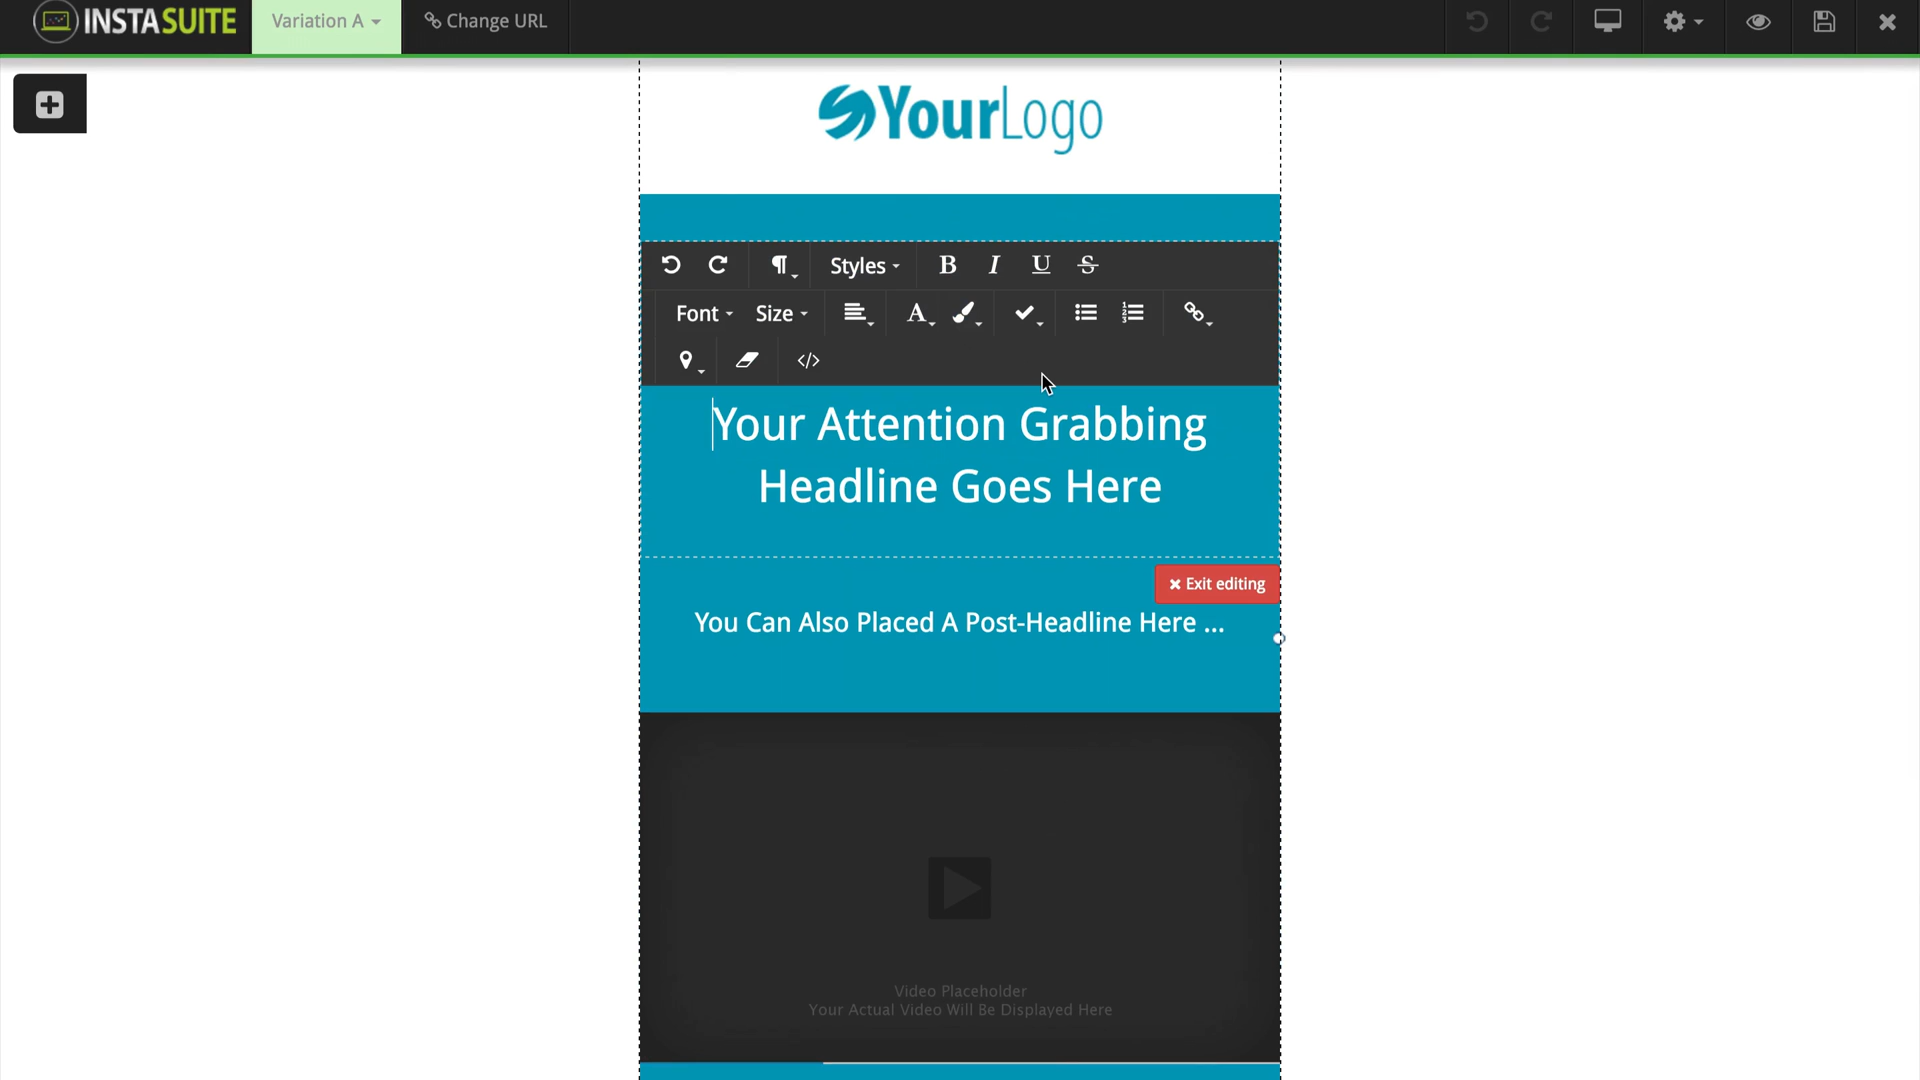 INSTASUITE Variation A Change URL
YourLogo
Styles B I U S
Font Size A
Your Attention Grabbing
Headline Goes Here
Exit editing
You Can Also Placed A Post-Headline Here ...
Video Placeholder
Your Actual Video Will Be Displayed Here